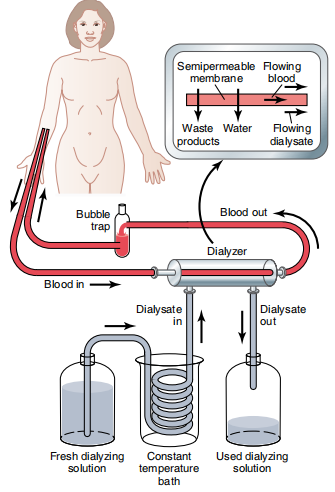 Semipermeable
membrane
Flowing
blood
Waste
products
Water
Flowing
dialysate
Bubble
trap
Blood out
Dialyzer
Blood in
Dialysate
in
Dialysate
out
Fresh dialyzing
solution
Constant
temperature
bath
Used dialyzing
solution